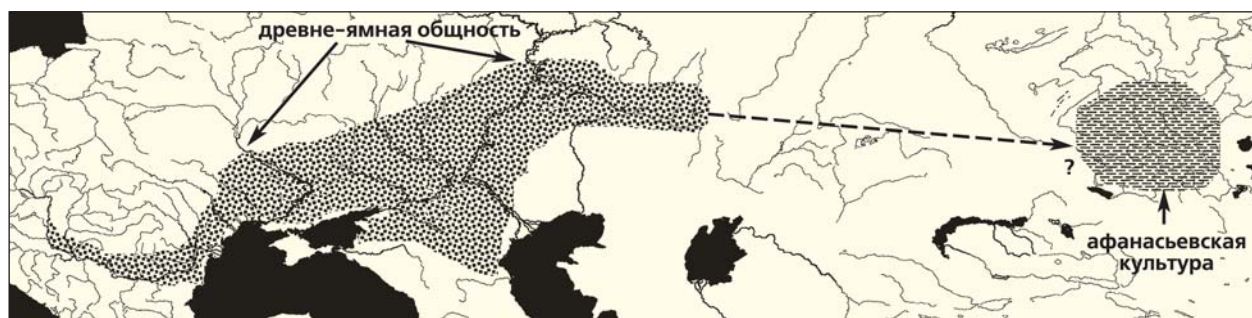 древне-ямная общность
?
афанасьевская
культура